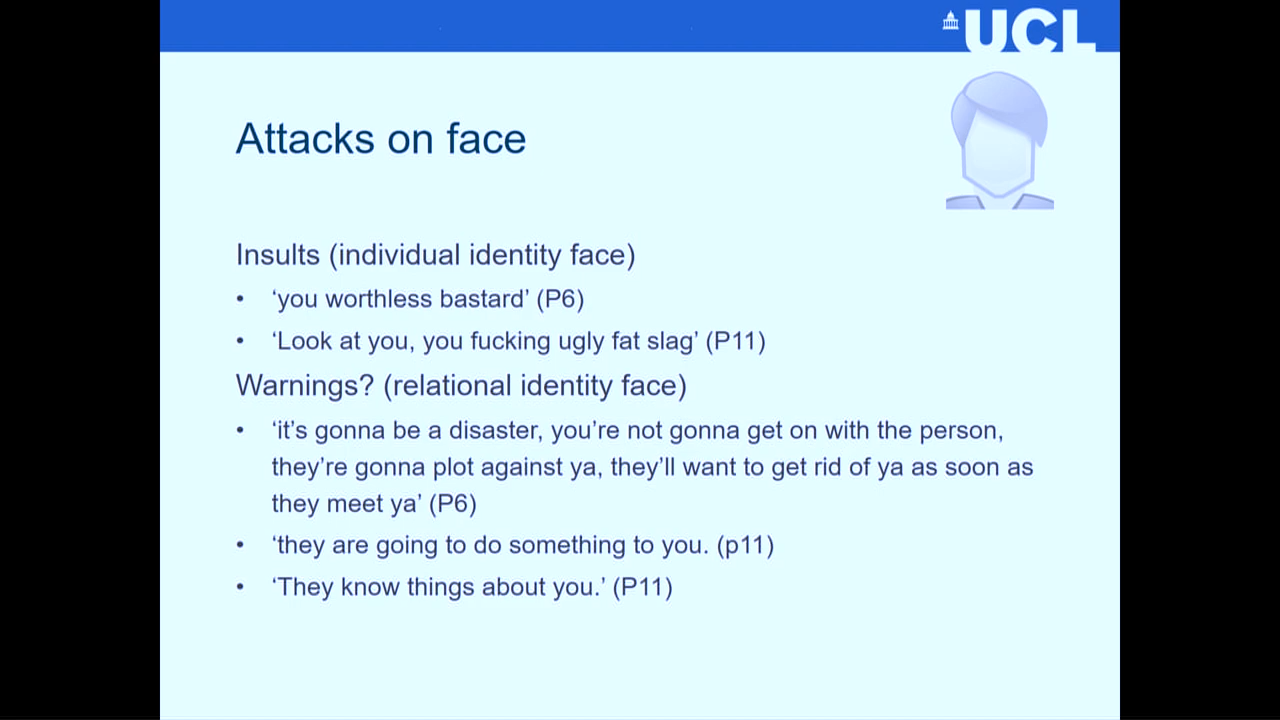 UCL
Attacks on face
Insults (individual identity face)
• ‘you worthless bastard’ (P6)
• ‘Look at you, you fucking ugly fat slag’ (P11)
Warnings? (relational identity face)
• ‘it’s gonna be a disaster, you’re not gonna get on with the person,
they’re gonna plot against ya, they’ll want to get rid of ya as soon as
they meet ya’ (P6)
• ‘they are going to do something to you. (p11)
• ‘They know things about you.’ (P11)